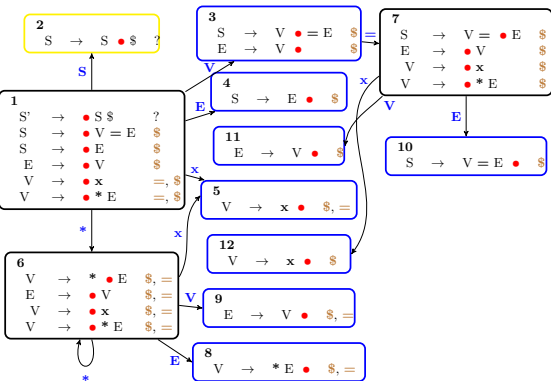 2
S → S • $ ?
S
1
S' → • S $ ?
S → • V = E $
S → • E $
E → • V $
V → • x =, $
V → • * E =, $
V
3
S → V • = E $
E → V • $
=
7
S → V = • E $
E → • V $
V → • x $
V → • * E $
E
4
S → E • $
x
V
11
E → V • $
E
10
S → V = E • $
x
5
V → x • $, =
*
x
12
V → x • $
6
V → * • E $, =
E → • V $, =
V → • x $, =
V → • * E $, =
V
9
E → V • $, =
E
8
V → * E • $, =
*